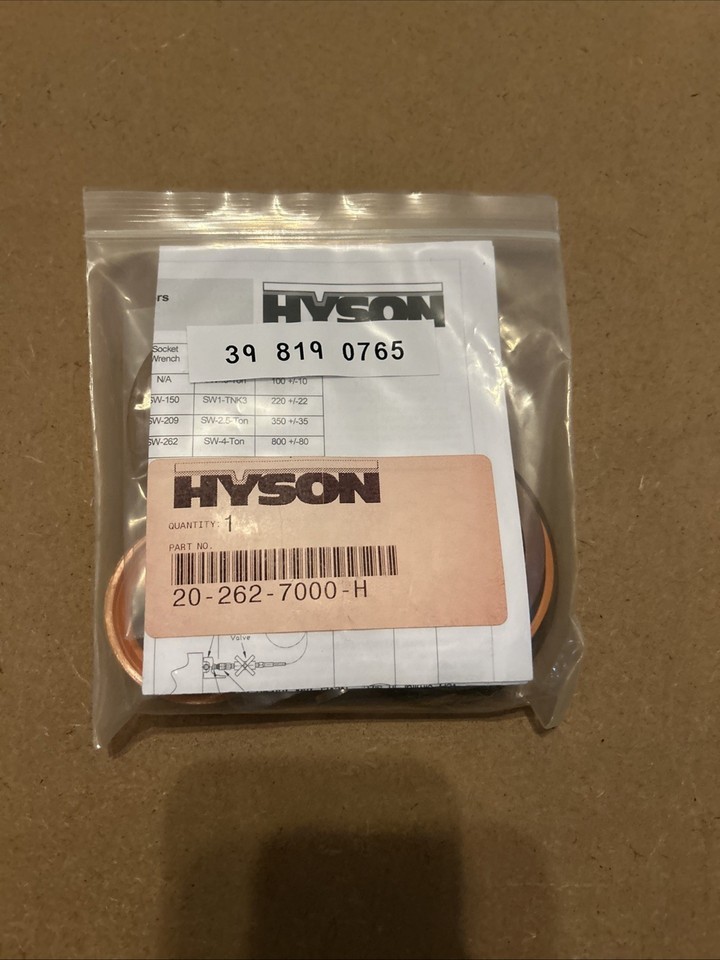 rs
HYSON
39 819 0765
Socket
Wrench
N/A 100 +/-10
SW-150 SW1-TNK3 220 +/-22
SW-209 SW-2.5-Ton 350 +/-35
SW-262 SW-4-Ton 800 +/-80
HYSON
QUANTITY: 1
PART NO.
20-262-7000-H
Valve